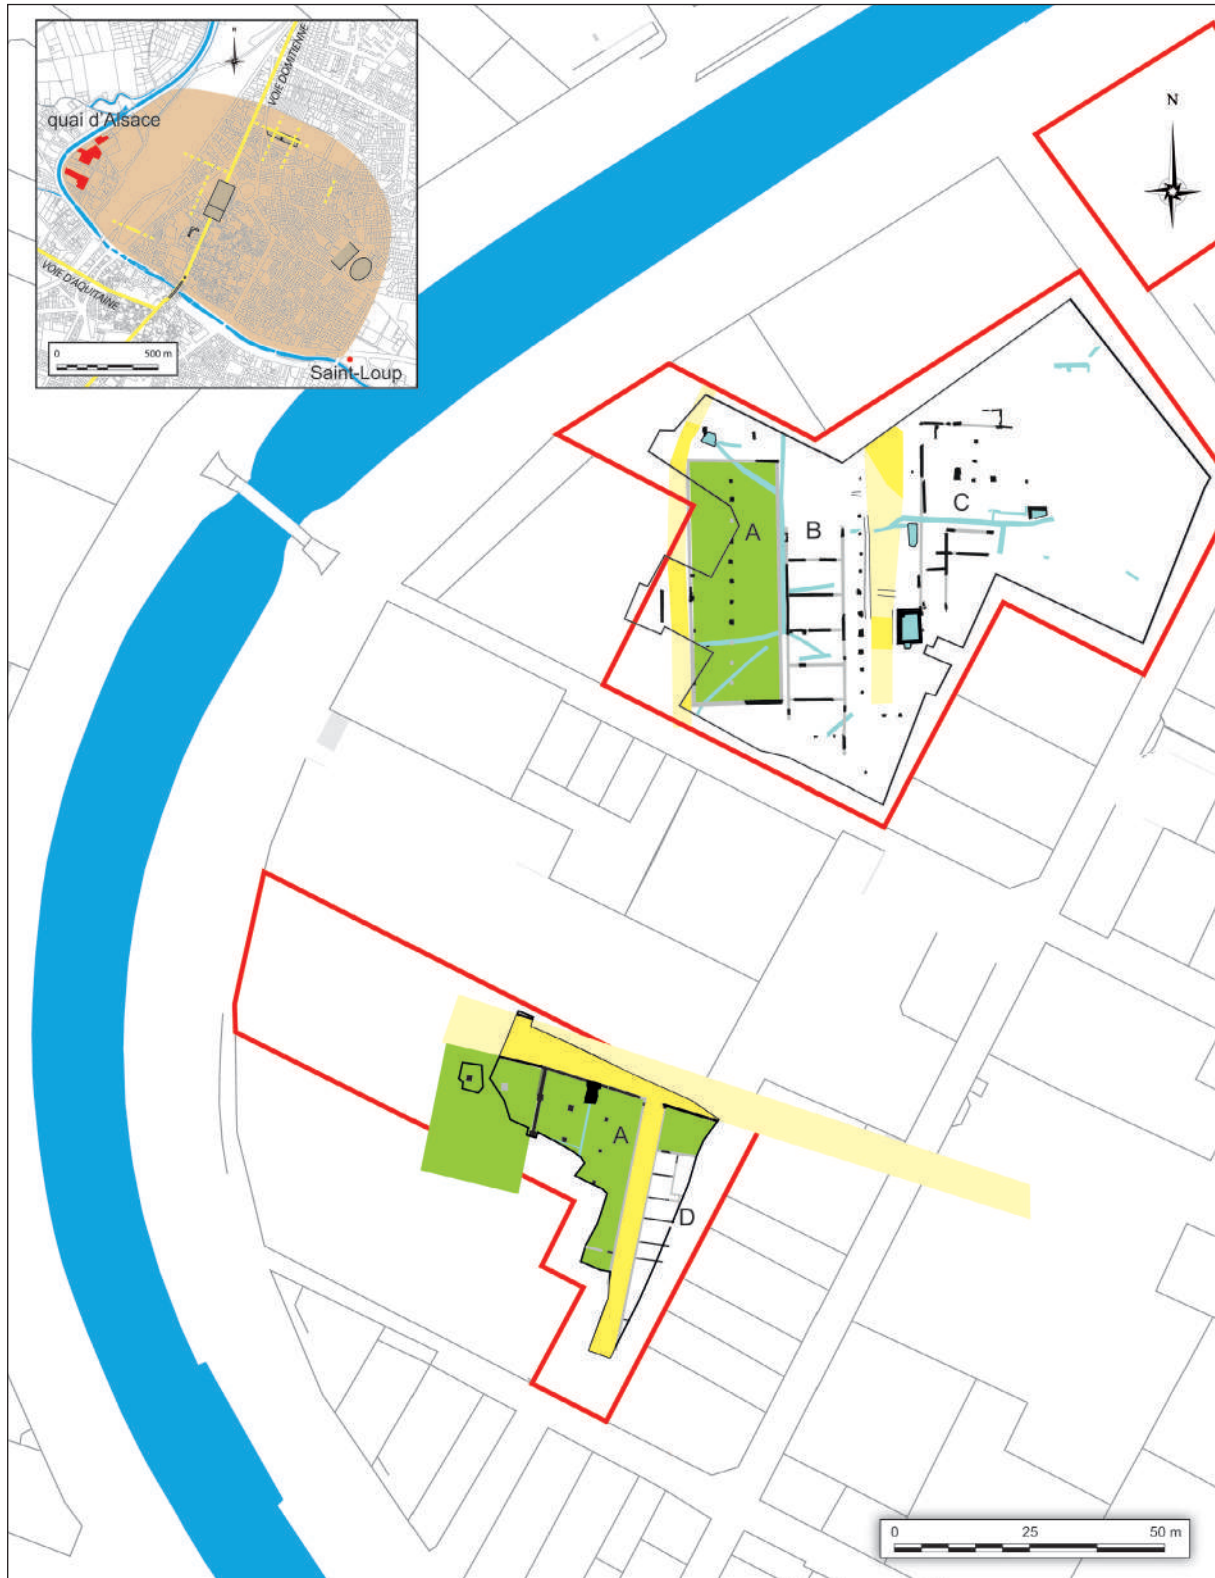 N
VOIE DOMITIENNE
quai d'Alsace
VOIE D'AQUITAINE
0 500 m
Saint-Loup
N
A
B
C
A
D
0 25 50 m